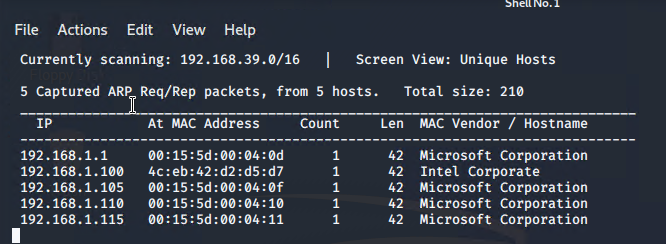 Shell No. 1
File Actions Edit View Help
Currently scanning: 192.168.39.0/16 | Screen View: Unique Hosts
5 Captured ARP Req/Rep packets, from 5 hosts. Total size: 210
IP At MAC Address Count Len MAC Vendor / Hostname
192.168.1.1 00:15:5d:00:04:0d 1 42 Microsoft Corporation
192.168.1.100 4c:eb:42:d2:d5:d7 1 42 Intel Corporate
192.168.1.105 00:15:5d:00:04:0f 1 42 Microsoft Corporation
192.168.1.110 00:15:5d:00:04:10 1 42 Microsoft Corporation
192.168.1.115 00:15:5d:00:04:11 1 42 Microsoft Corporation